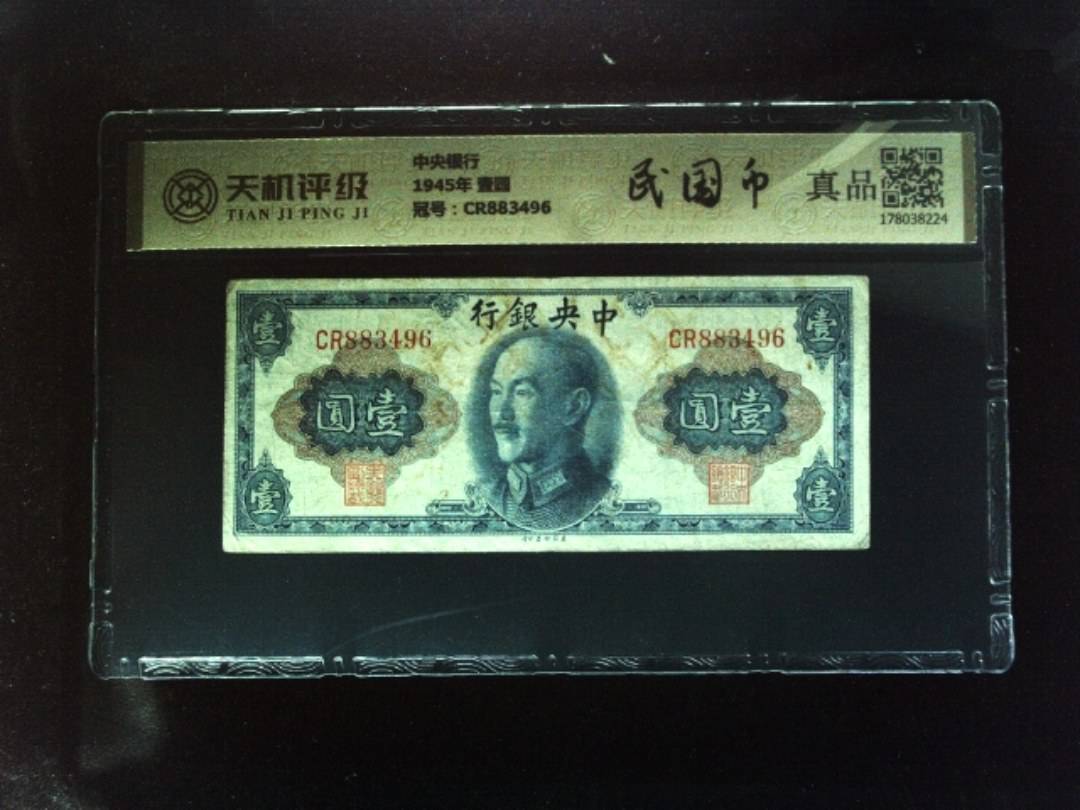 天机评级
TIAN JI PING JI
中央银行
1945年 壹圆
冠号：CR883496
民国币
真品
178038224
行銀央中
CR883496
CR883496
壹
壹
圓壹
圓壹
壹
壹